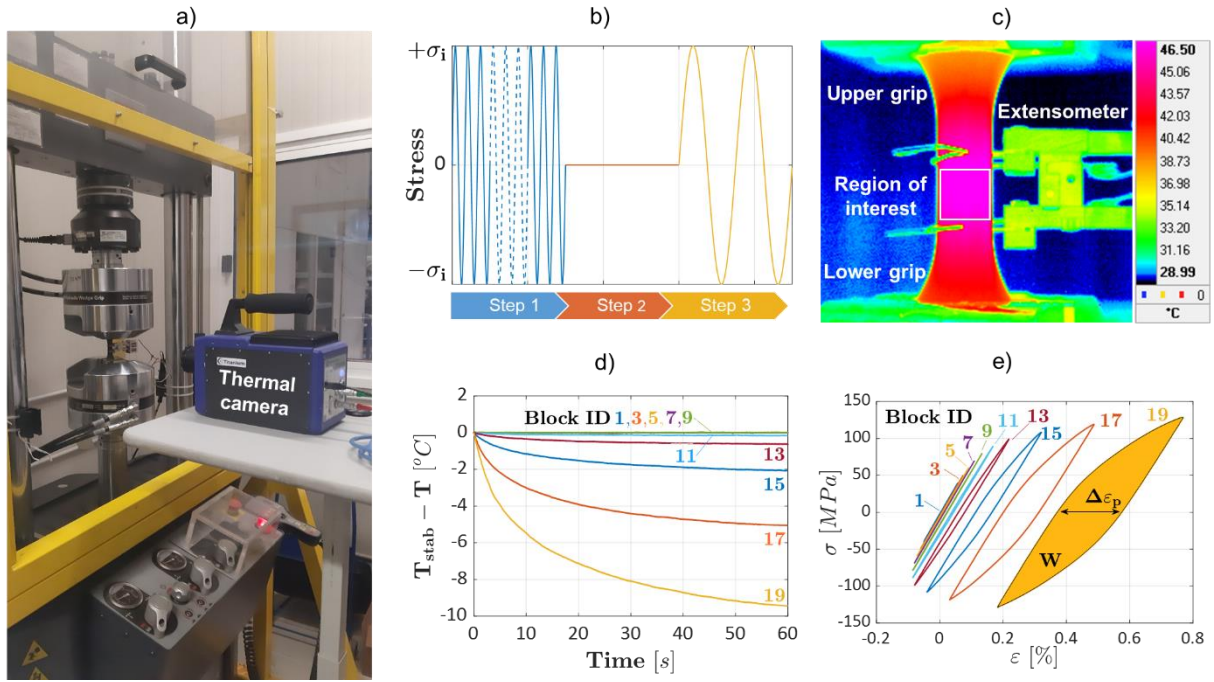 a)
Thermal
camera
b)
Stress
+σi
0
−σi
Step 1
Step 2
Step 3
c)
Upper grip
Extensometer
Region of
interest
Lower grip
46.50
45.06
43.57
42.03
40.42
38.73
36.98
35.14
33.20
31.16
28.99
0
°C
d)
Block ID 1,3,5,7,9
11
13
15
17
19
Tstab − T [°C]
2
0
-2
-4
-6
-8
-10
0 10 20 30 40 50 60
Time [s]
e)
Block ID
1
3
5
7
9
11
13
15
17
19
Δεp
W
σ [MPa]
150
100
50
0
-50
-100
-150
-0.2 0 0.2 0.4 0.6 0.8
ε [%]